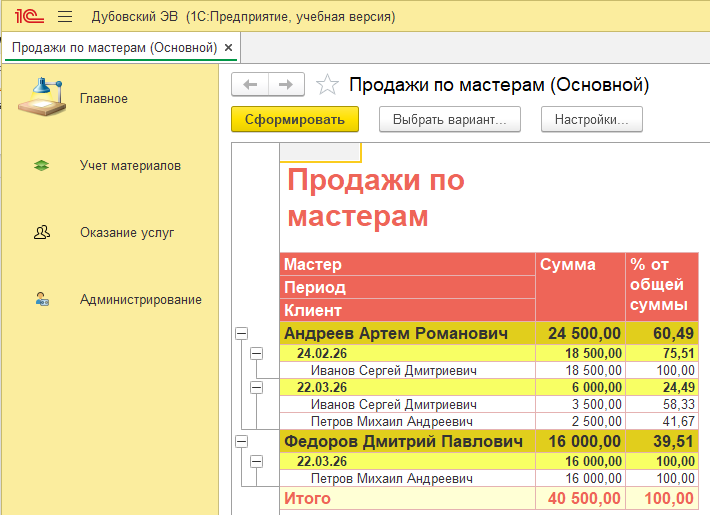 1С Дубовский ЭВ (1С:Предприятие, учебная версия)
Продажи по мастерам (Основной) ×
Главное
Учет материалов
Оказание услуг
Администрирование
Продажи по мастерам (Основной)
Сформировать Выбрать вариант... Настройки...
Продажи по
мастерам
Мастер Сумма % от
Период общей
Клиент суммы
Андреев Артем Романович 24 500,00 60,49
24.02.26 18 500,00 75,51
Иванов Сергей Дмитриевич 18 500,00 100,00
22.03.26 6 000,00 24,49
Иванов Сергей Дмитриевич 3 500,00 58,33
Петров Михаил Андреевич 2 500,00 41,67
Федоров Дмитрий Павлович 16 000,00 39,51
22.03.26 16 000,00 100,00
Петров Михаил Андреевич 16 000,00 100,00
Итого 40 500,00 100,00